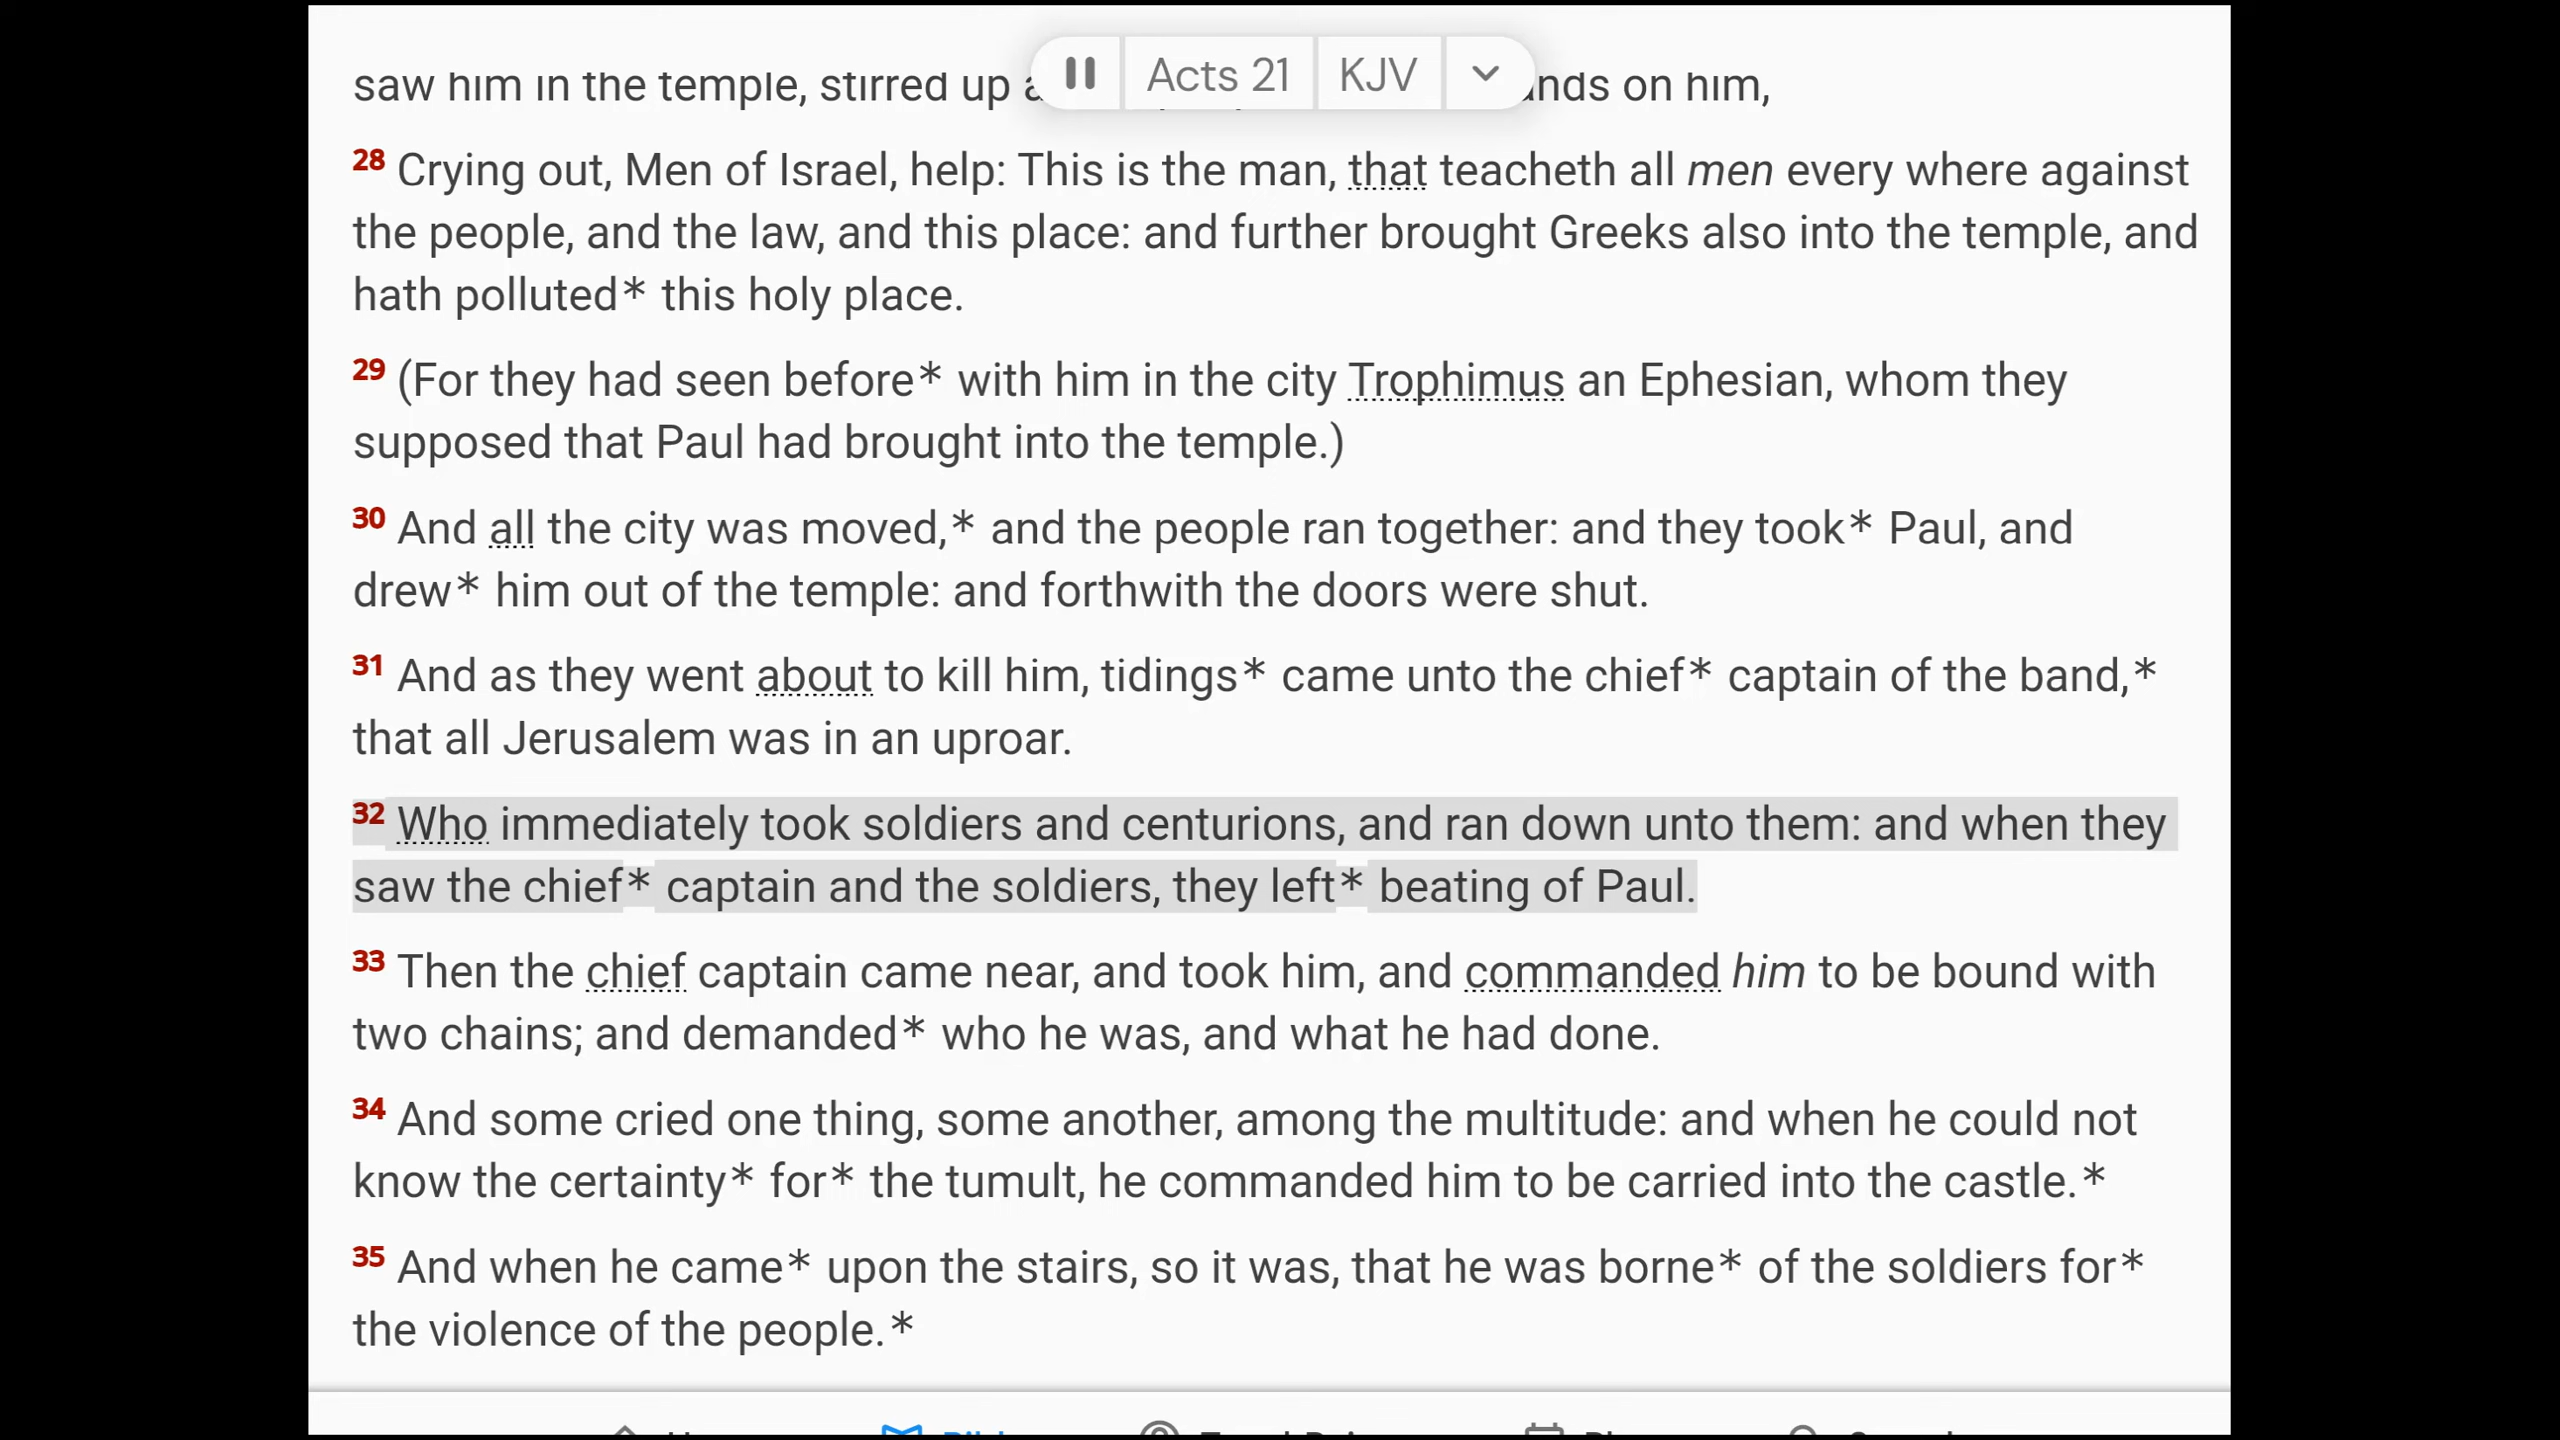 saw him in the temple, stirred up
Acts 21
KJV
on him,
28 Crying out, Men of Israel, help: This is the man, that teacheth all men every where against
the people, and the law, and this place: and further brought Greeks also into the temple, and
hath polluted* this holy place.
29 (For they had seen before* with him in the city Trophimus an Ephesian, whom they
supposed that Paul had brought into the temple.)
30 And all the city was moved,* and the people ran together: and they took* Paul, and
drew* him out of the temple: and forthwith the doors were shut.
31 And as they went about to kill him, tidings* came unto the chief* captain of the band,*
that all Jerusalem was in an uproar.
32 Who immediately took soldiers and centurions, and ran down unto them: and when they
saw the chief* captain and the soldiers, they left* beating of Paul.
33 Then the chief captain came near, and took him, and commanded him to be bound with
two chains; and demanded* who he was, and what he had done.
34 And some cried one thing, some another, among the multitude: and when he could not
know the certainty* for* the tumult, he commanded him to be carried into the castle.*
35 And when he came* upon the stairs, so it was, that he was borne* of the soldiers for*
the violence of the people.*